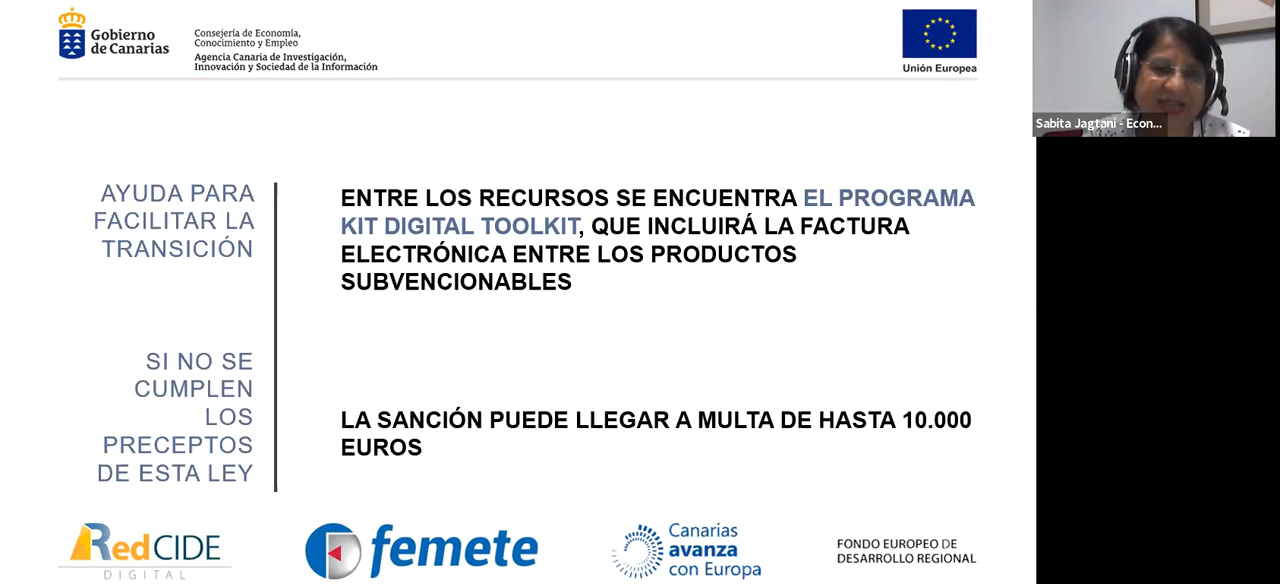 Gobierno
de Canarias
Consejería de Economía,
Conocimiento y Empleo
Agencia Canaria de Investigación,
Innovación y Sociedad de la Información
Unión Europea
Sabita Jagtani - Econ...
AYUDA PARA
FACILITAR LA
TRANSICIÓN
ENTRE LOS RECURSOS SE ENCUENTRA EL PROGRAMA
KIT DIGITAL TOOLKIT, QUE INCLUIRÁ LA FACTURA
ELECTRÓNICA ENTRE LOS PRODUCTOS
SUBVENCIONABLES
SI NO SE
CUMPLEN
LOS
PRECEPTOS
DE ESTA LEY
LA SANCIÓN PUEDE LLEGAR A MULTA DE HASTA 10.000
EUROS
RedCIDE
DIGITAL
femete
Canarias
avanza
con Europa
FONDO EUROPEO DE
DESARROLLO REGIONAL